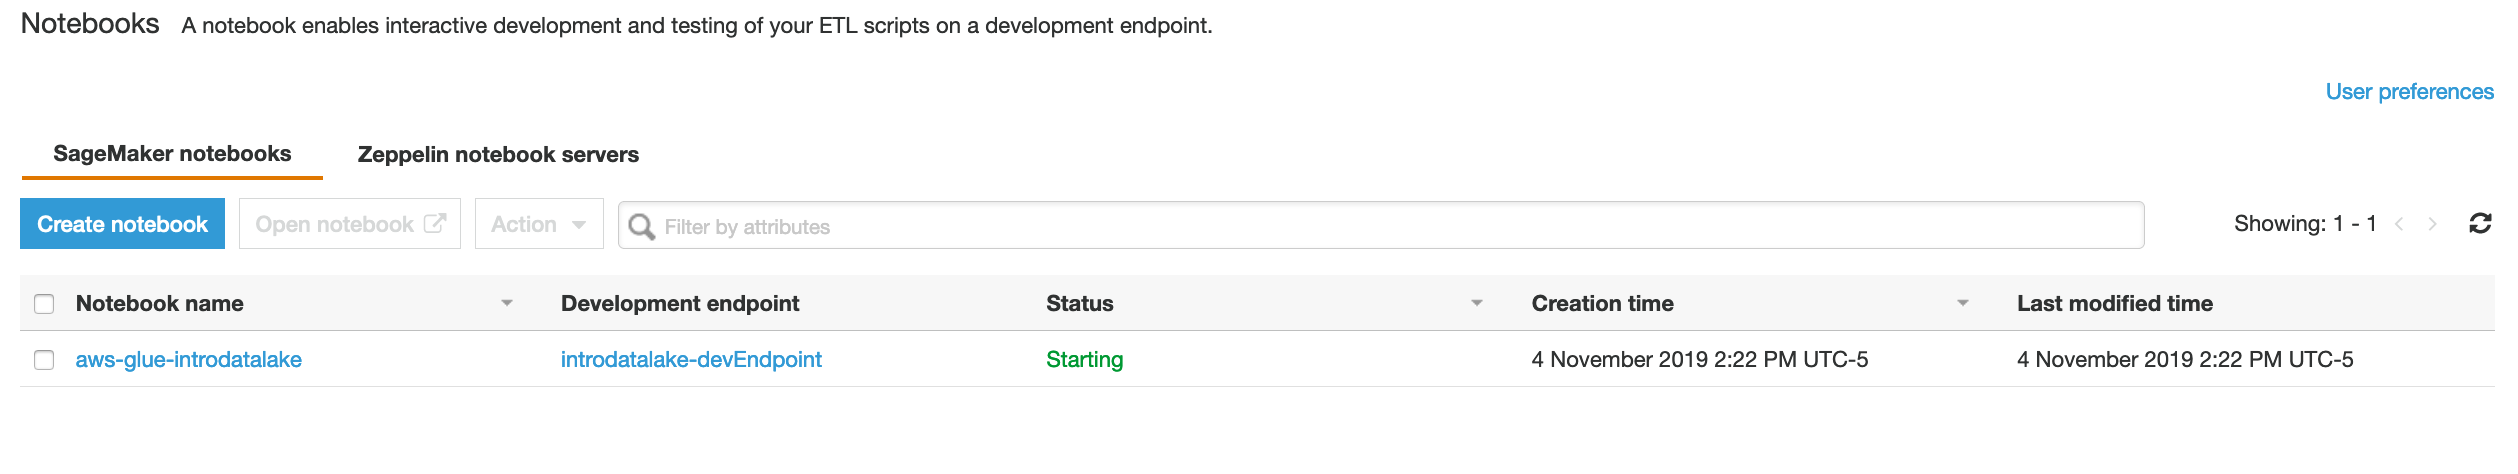 Notebooks A notebook enables interactive development and testing of your ETL scripts on a development endpoint.
User preferences
SageMaker notebooks Zeppelin notebook servers
Create notebook Open notebook Action Filter by attributes Showing: 1 - 1
Notebook name Development endpoint Status Creation time Last modified time
aws-glue-introdatalake introdatalake-devEndpoint Starting 4 November 2019 2:22 PM UTC-5 4 November 2019 2:22 PM UTC-5